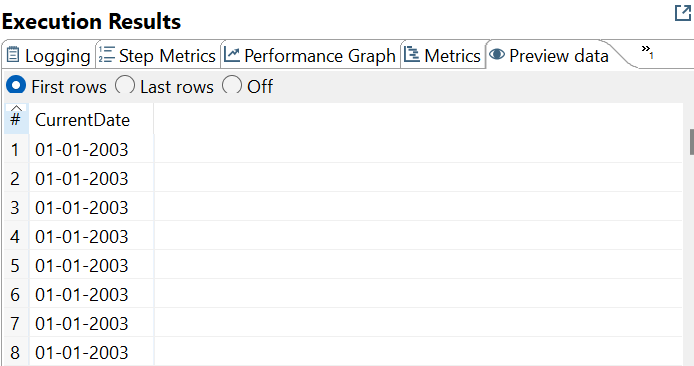 Execution Results
Logging Step Metrics Performance Graph Metrics Preview data »1
First rows Last rows Off
# CurrentDate
1 01-01-2003
2 01-01-2003
3 01-01-2003
4 01-01-2003
5 01-01-2003
6 01-01-2003
7 01-01-2003
8 01-01-2003